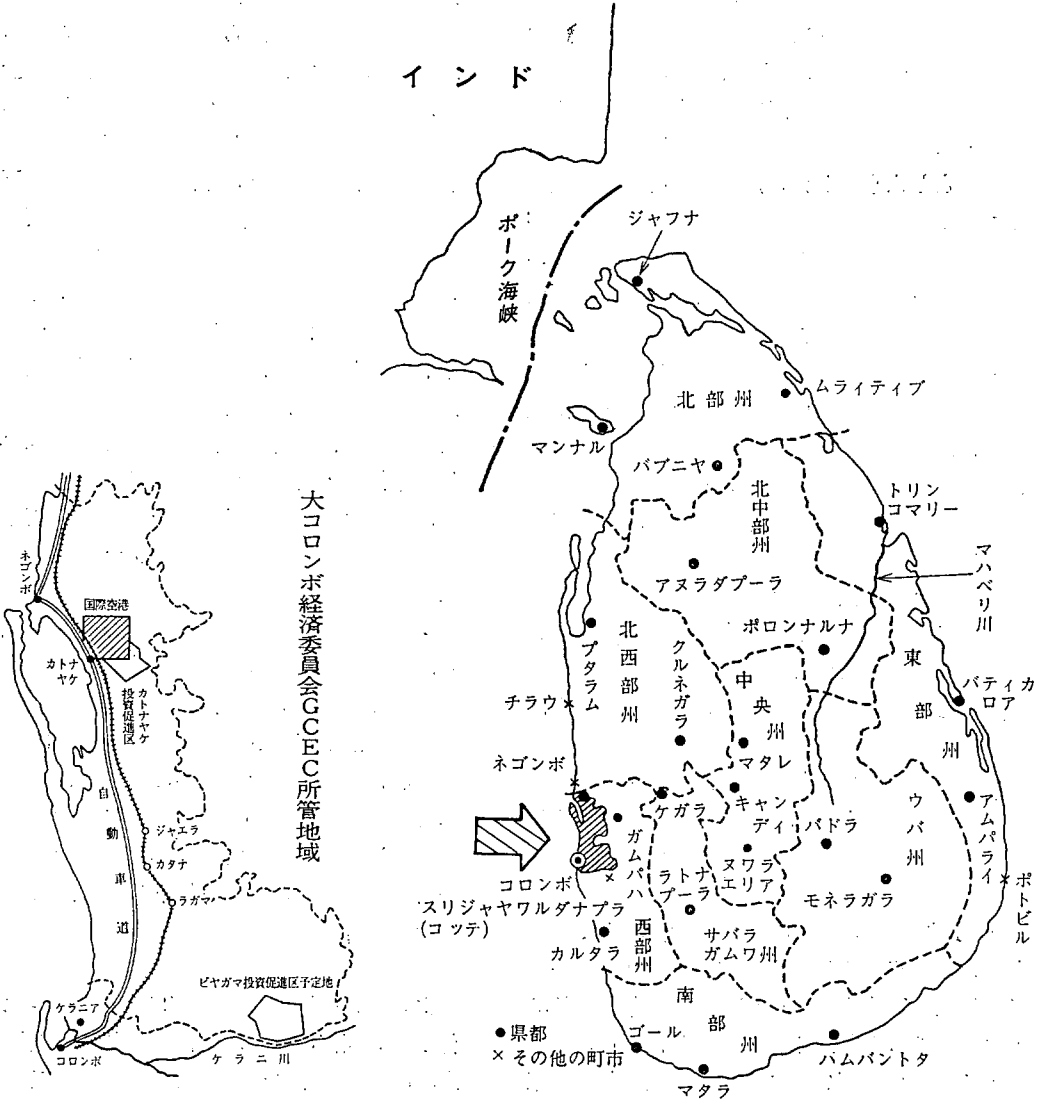 インド
ポーク海峡
ジャフナ
北部州
ムライティブ
マンナル
バブニヤ
北中部州
トリン
コマリー
アヌラダプーラ
マハベリ川
ポロンナルナ
プタラム
北西部州
クルネガラ
中央州
東部州
バティカ
ロア
チラウ
マタレ
ネゴンボ
ケガラ
キャン
ディ
バドラ
ウバ州
アムパライ
ガムパハ
ヌワラ
エリア
コロンボ
ラトナ
プーラ
モネラガラ
ポトビル
スリジャヤワルダナプラ
(コッテ)
カルタラ
西部州
サバラ
ガムワ州
南部州
ゴール
ハムバントタ
マタラ
●県都
×その他の町市
大コロンボ経済委員会GCEC所管地域
ネゴンボ
国際空港
カトナ
ヤケ
カトナヤケ
投資促進区
自動車道
ジャエラ
カタナ
ラガマ
ビヤガマ投資促進区予定地
ケラニア
コロンボ
ケラニ川